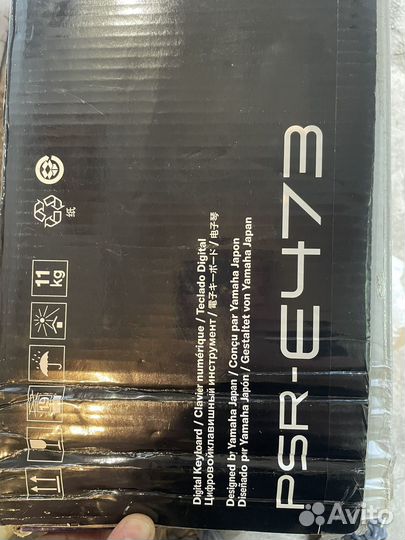 Digital Keyboard / Clavier numérique / Teclado Digital
Цифровой клавишный инструмент / 電子キーボード / 电子琴
Designed by Yamaha Japan / Conçu par Yamaha Japon
Diseñado por Yamaha Japón / Gestaltet von Yamaha Japan
PSR-E473
11
kg
纸
Avito